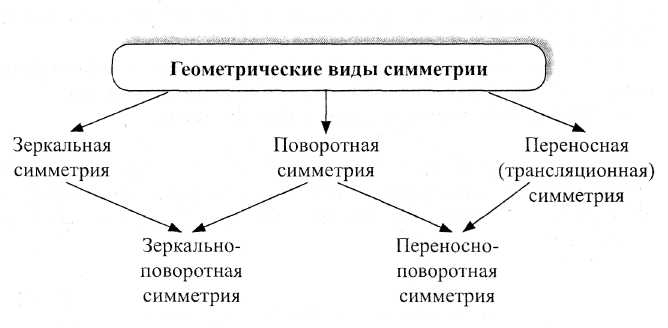 Геометрические виды симметрии
Зеркальная
симметрия
Поворотная
симметрия
Переносная
(трансляционная)
симметрия
Зеркально-
поворотная
симметрия
Переносно-
поворотная
симметрия